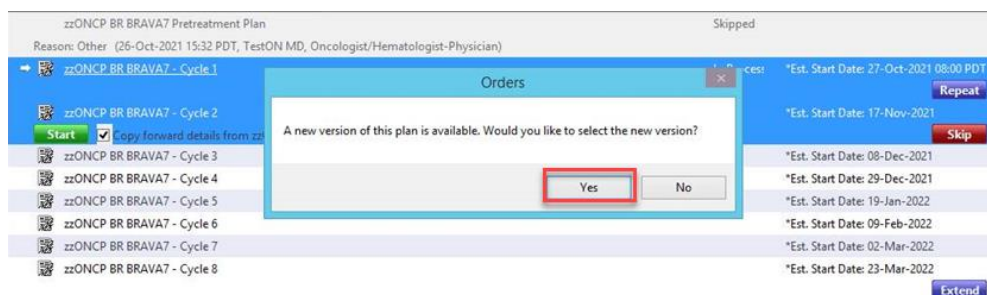 zzONCP BR BRAVA7 Pretreatment Plan Skipped
Reason: Other (26-Oct-2021 15:32 PDT, TestON MD, Oncologist/Hematologist-Physician)
zzONCP BR BRAVA7 - Cycle 1 *Est. Start Date: 27-Oct-2021 08:00 PDT
Orders
Repeat
zzONCP BR BRAVA7 - Cycle 2 *Est. Start Date: 17-Nov-2021
Start Copy forward details from Skip
A new version of this plan is available. Would you like to select the new version?
zzONCP BR BRAVA7 - Cycle 3 *Est. Start Date: 08-Dec-2021
zzONCP BR BRAVA7 - Cycle 4 *Est. Start Date: 29-Dec-2021
Yes No
zzONCP BR BRAVA7 - Cycle 5 *Est. Start Date: 19-Jan-2022
zzONCP BR BRAVA7 - Cycle 6 *Est. Start Date: 09-Feb-2022
zzONCP BR BRAVA7 - Cycle 7 *Est. Start Date: 02-Mar-2022
zzONCP BR BRAVA7 - Cycle 8 *Est. Start Date: 23-Mar-2022
Extend